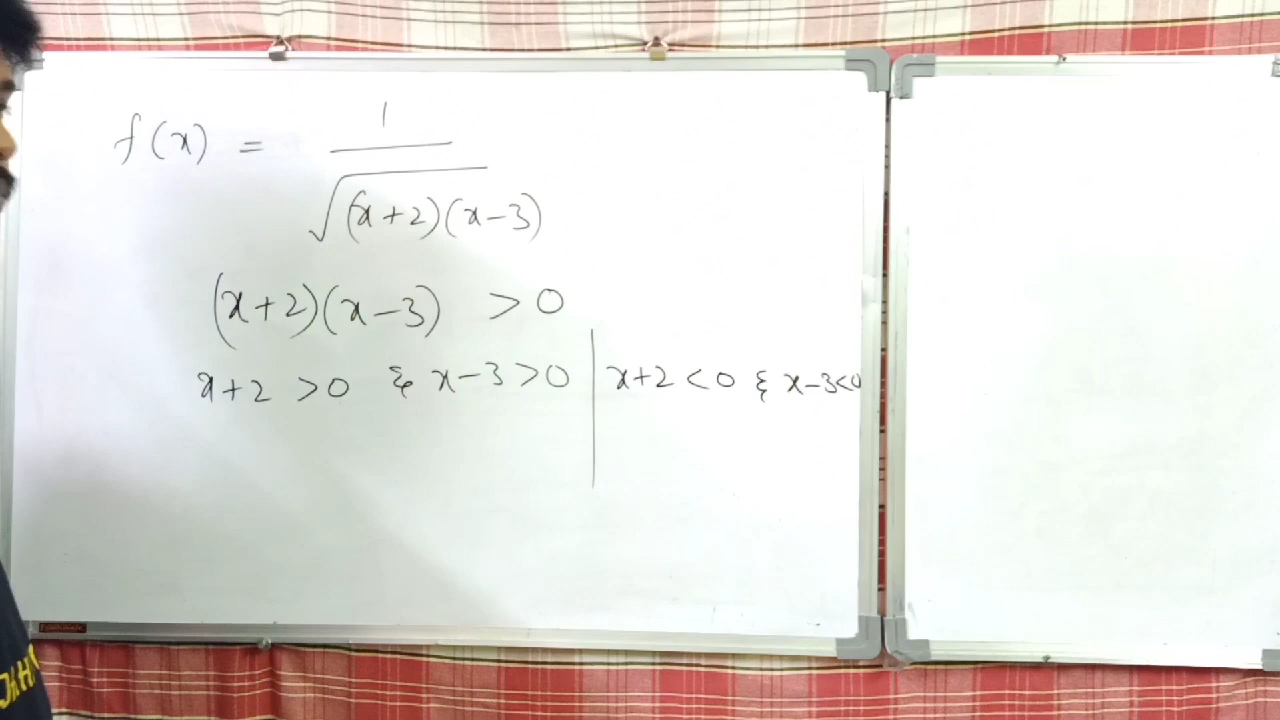 f(x) = 1
√(x+2)(x-3)
(x+2)(x-3) >0
x+2 >0 & x-3 >0 | x+2 <0 & x-3<0